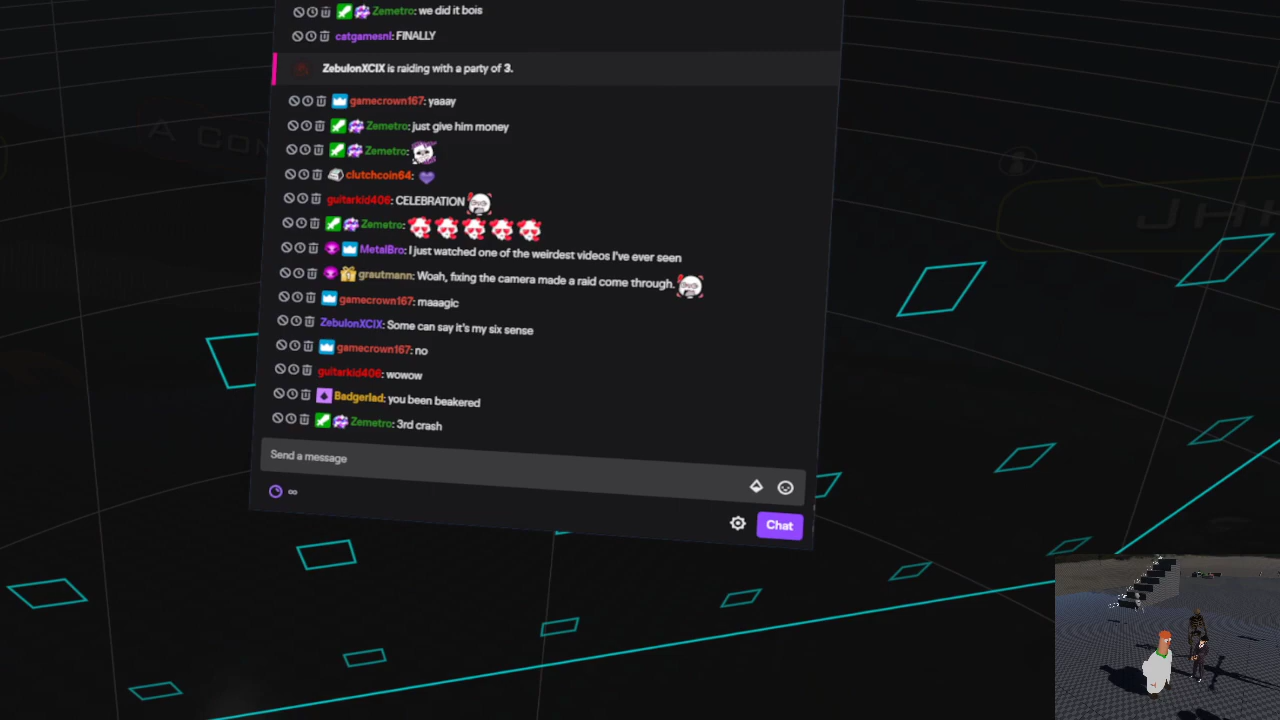 Zemetro: we did it bois
catgamesnl: FINALLY
ZebulonXCIX is raiding with a party of 3.
gamecrown167: yaaay
Zemetro: just give him money
Zemetro:
clutchcoin64:
guitarkid406: CELEBRATION
Zemetro:
MetalBro: I just watched one of the weirdest videos I've ever seen
grautmann: Woah, fixing the camera made a raid come through.
gamecrown167: maaagic
ZebulonXCIX: Some can say it's my six sense
gamecrown167: no
guitarkid406: wowow
Badgerlad: you been beakered
Zemetro: 3rd crash
Send a message
∞
Chat
A CON
JH